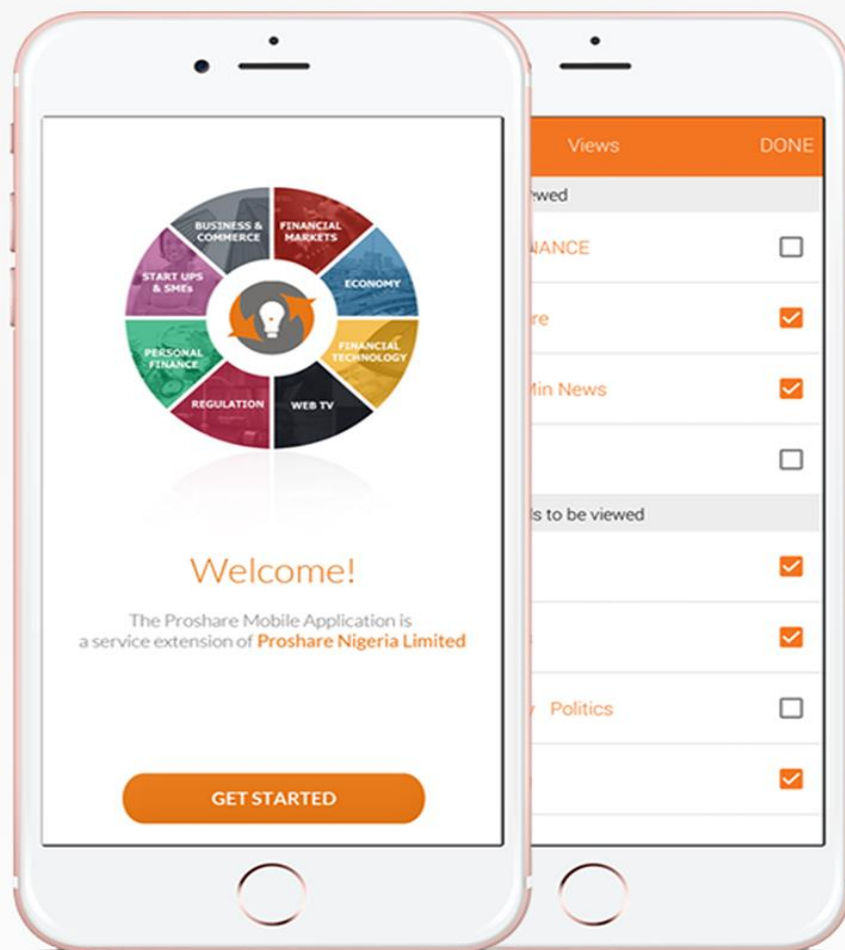 BUSINESS &
COMMERCE
FINANCIAL
MARKETS
START UPS
& SMEs
ECONOMY
PERSONAL
FINANCE
FINANCIAL
TECHNOLOGY
REGULATION
WEB TV
Welcome!
The Proshare Mobile Application is
a service extension of Proshare Nigeria Limited
GET STARTED
Views DONE
ewed
NANCE
re
Min News
ls to be viewed
Politics